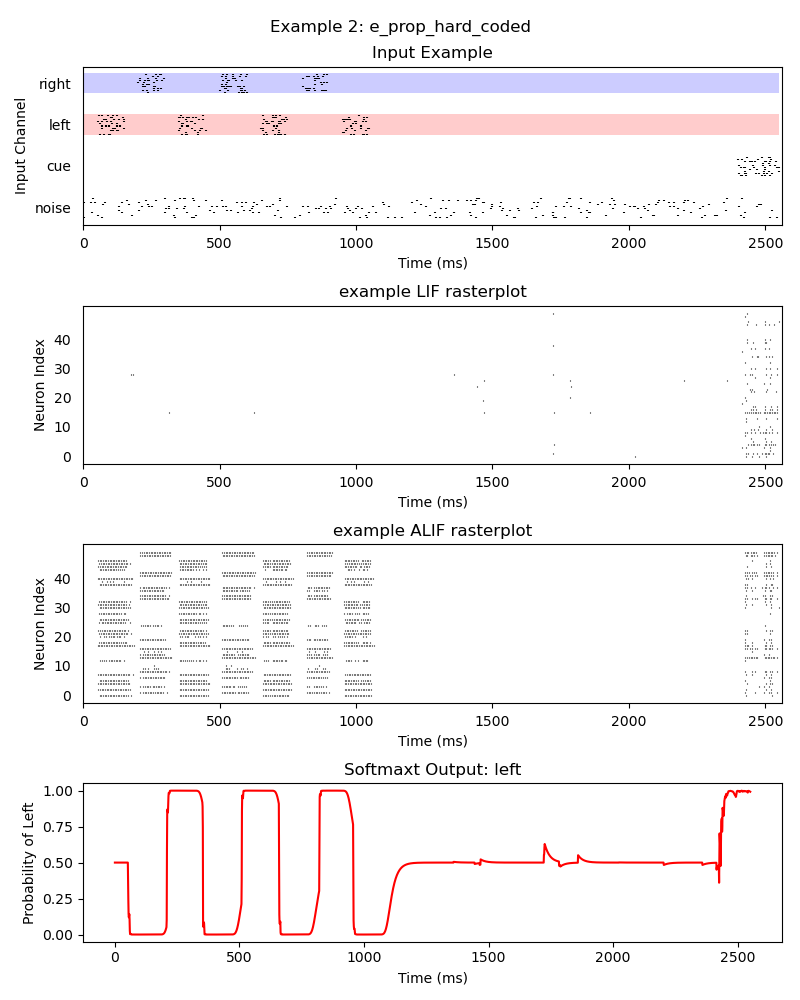 Example 2: e_prop_hard_coded
Input Example
Input Channel
right
left
cue
noise
0 500 1000 1500 2000 2500
Time (ms)
example LIF rasterplot
Neuron Index
40
30
20
10
0
0 500 1000 1500 2000 2500
Time (ms)
example ALIF rasterplot
Neuron Index
40
30
20
10
0
0 500 1000 1500 2000 2500
Time (ms)
Softmaxt Output: left
Probability of Left
1.00
0.75
0.50
0.25
0.00
0 500 1000 1500 2000 2500
Time (ms)